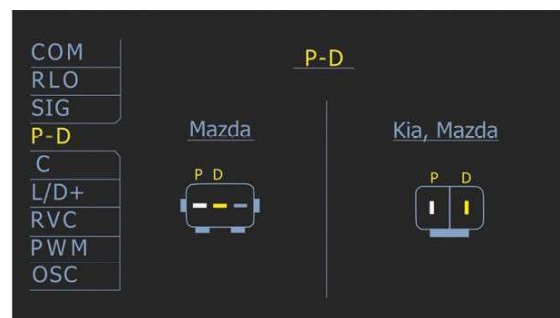 COM
RLO
SIG
P-D
C
L/D+
RVC
PWM
OSC
P-D
Mazda
P D
Kia, Mazda
P D